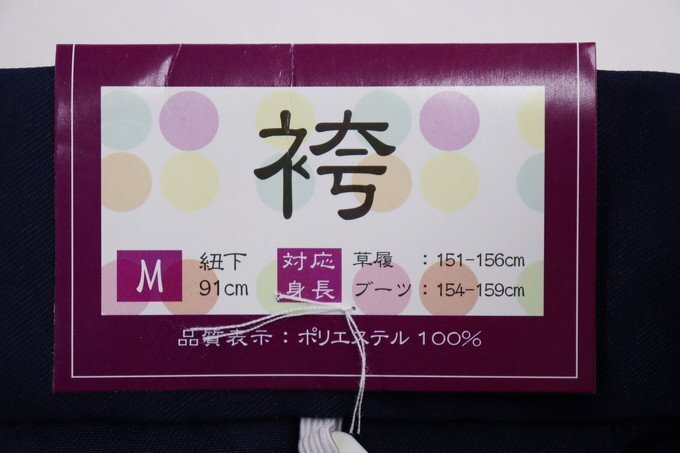 袴
M 紐下 対応 草履 ：151-156cm
91cm 身長 ブーツ：154-159cm
品質表示：ポリエステル 100%